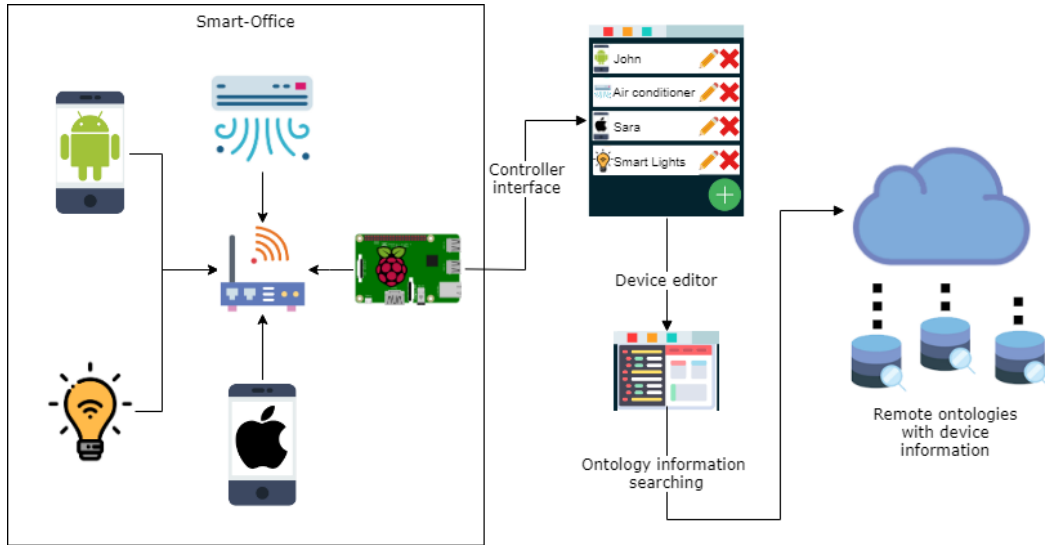 Smart-Office
John
Air conditioner
Sara
Smart Lights
Controller
interface
Device editor
Ontology information
searching
Remote ontologies
with device
information